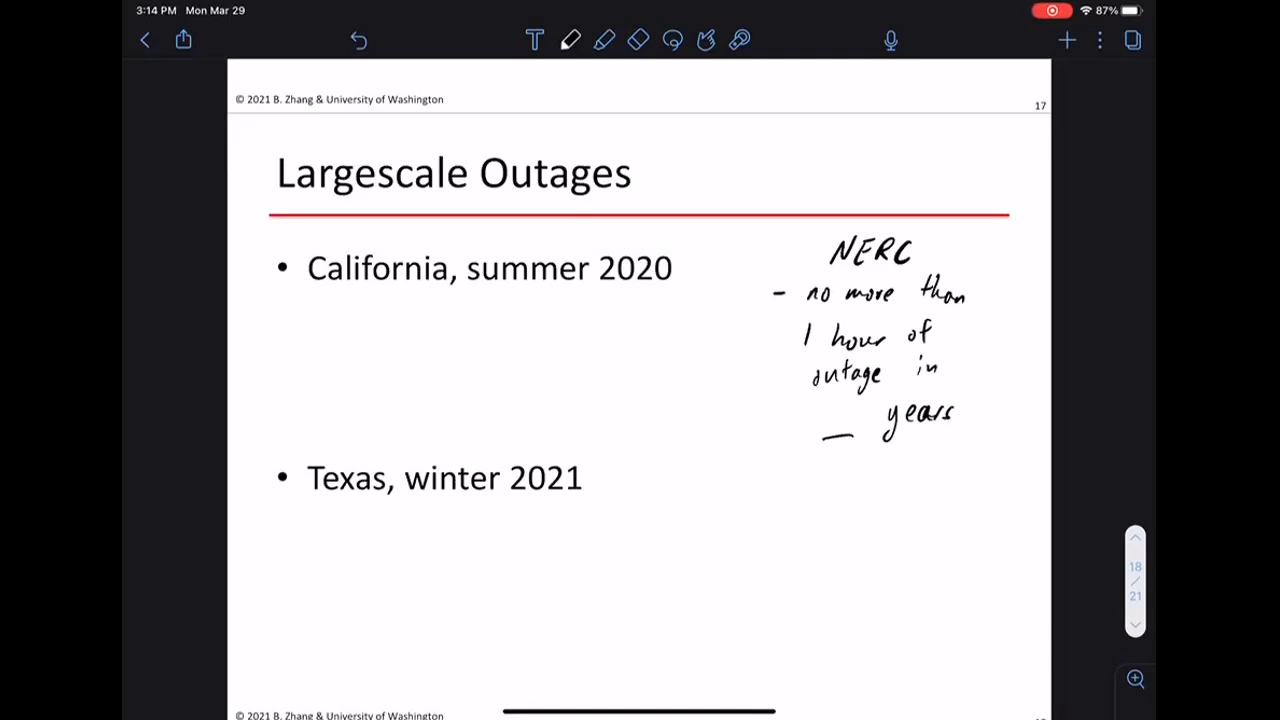 3:14 PM Mon Mar 29
87%
© 2021 B. Zhang & University of Washington
17
Largescale Outages
• California, summer 2020
NERC
- no more than
1 hour of
outage in
__ years
• Texas, winter 2021
18
/
21
© 2021 B. Zhang & University of Washington